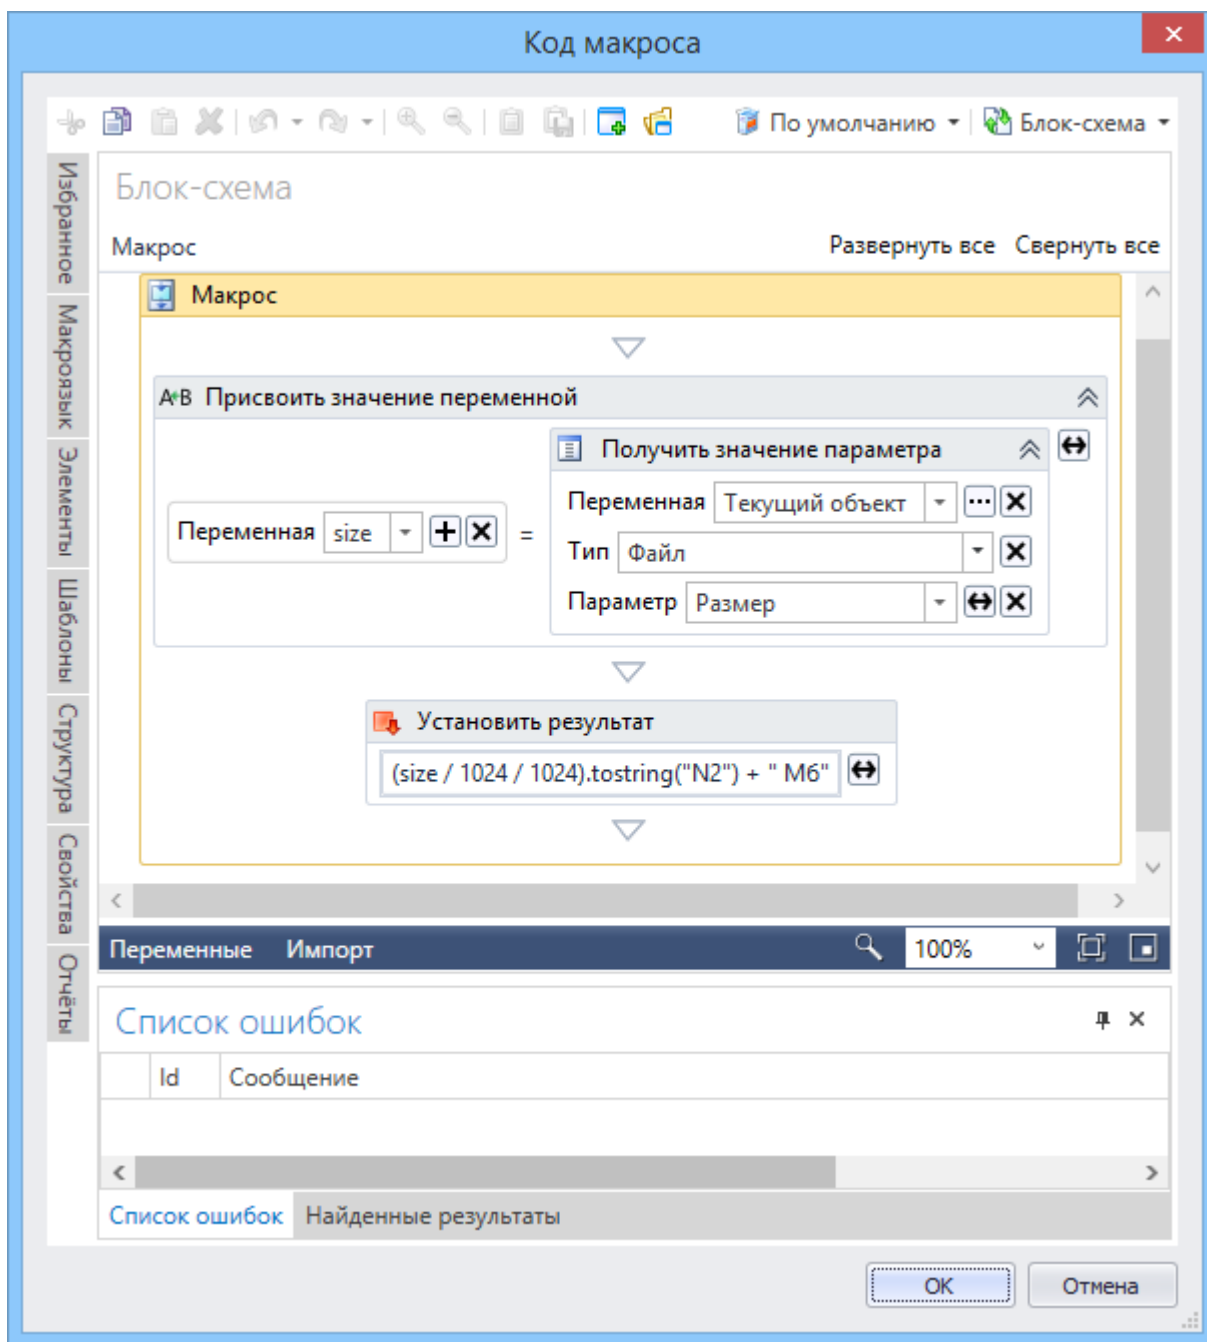 Код макроса
По умолчанию Блок-схема
Избранное
Макроязык
Элементы
Шаблоны
Структура
Свойства
Отчёты
Блок-схема
Макрос Развернуть все Свернуть все
Макрос
A B Присвоить значение переменной
Получить значение параметра
Переменная Текущий объект
Переменная size =
Тип Файл
Параметр Размер
Установить результат
(size / 1024 / 1024).tostring("N2") + " Мб"
Переменные Импорт 100%
Список ошибок
Id Сообщение
Список ошибок Найденные результаты
OK Отмена